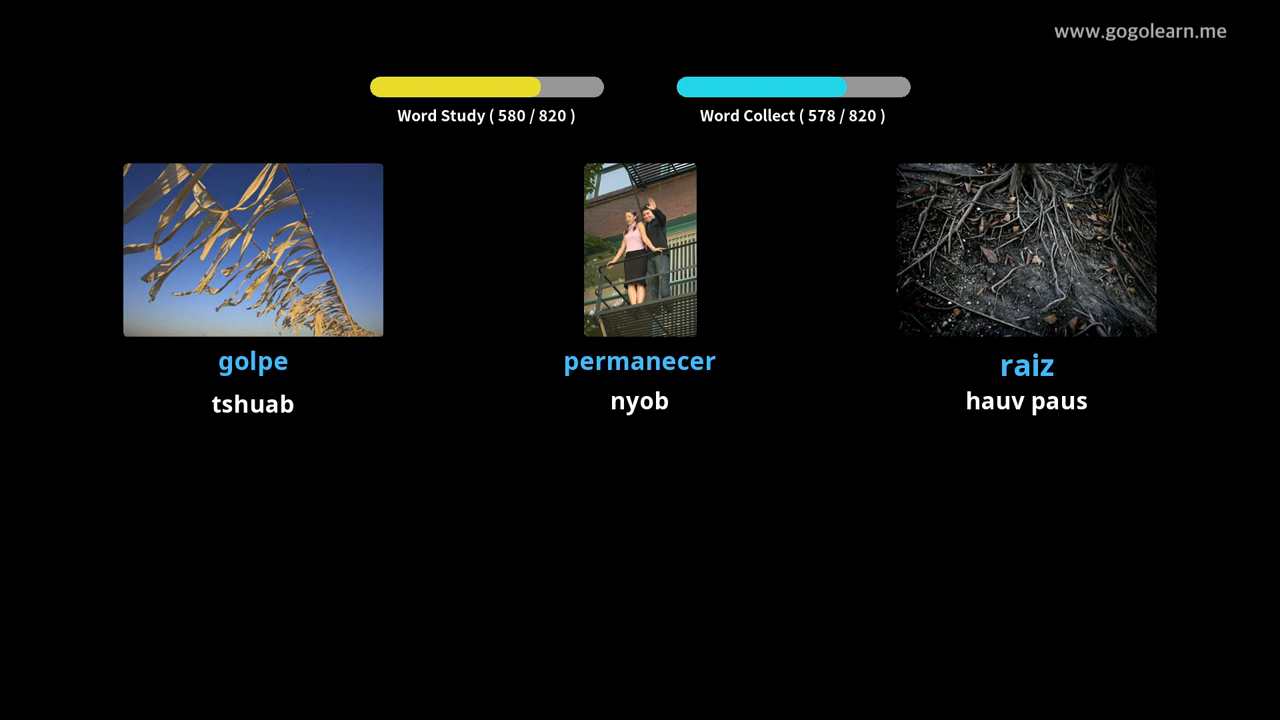 www.gogolearn.me
Word Study ( 580 / 820 )
Word Collect ( 578 / 820 )
golpe
tshuab
permanecer
nyob
raiz
hauv paus